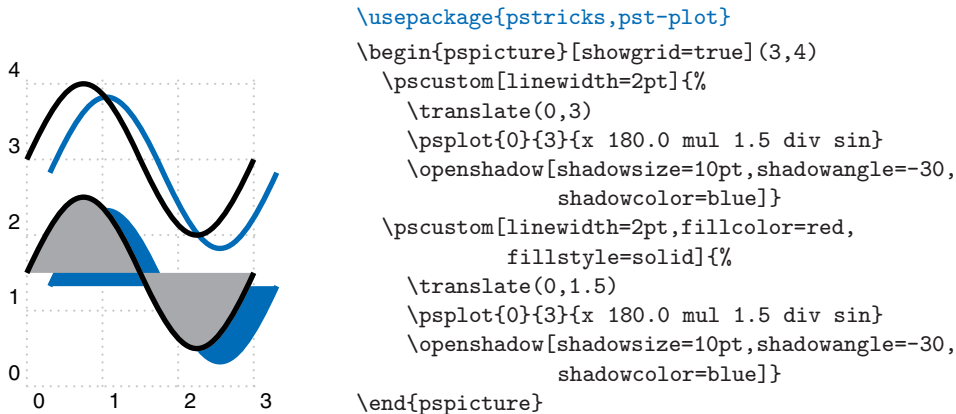 4
3
2
1
0
0 1 2 3
\usepackage{pstricks,pst-plot}
\begin{pspicture}[showgrid=true](3,4)
\pscustom[linewidth=2pt]{%
\translate(0,3)
\psplot{0}{3}{x 180.0 mul 1.5 div sin}
\openshadow[shadowsize=10pt,shadowangle=-30,
shadowcolor=blue]}
\pscustom[linewidth=2pt,fillcolor=red,
fillstyle=solid]{%
\translate(0,1.5)
\psplot{0}{3}{x 180.0 mul 1.5 div sin}
\openshadow[shadowsize=10pt,shadowangle=-30,
shadowcolor=blue]}
\end{pspicture}